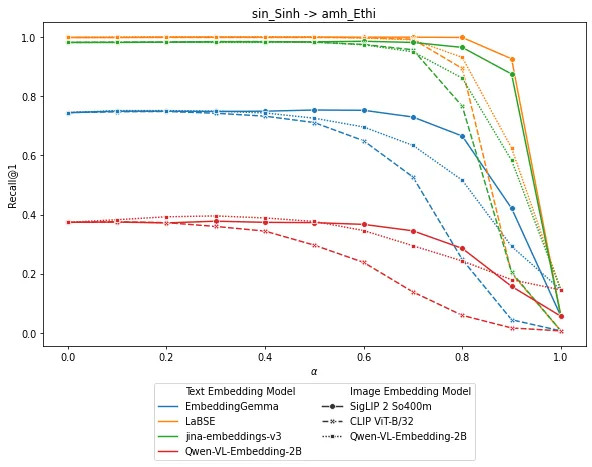 sin_Sinh -> amh_Ethi
Recall@1
1.0
0.8
0.6
0.4
0.2
0.0
0.0 0.2 0.4 0.6 0.8 1.0
α
Text Embedding Model Image Embedding Model
EmbeddingGemma SigLIP 2 So400m
LaBSE CLIP ViT-B/32
jina-embeddings-v3 Qwen-VL-Embedding-2B
Qwen-VL-Embedding-2B